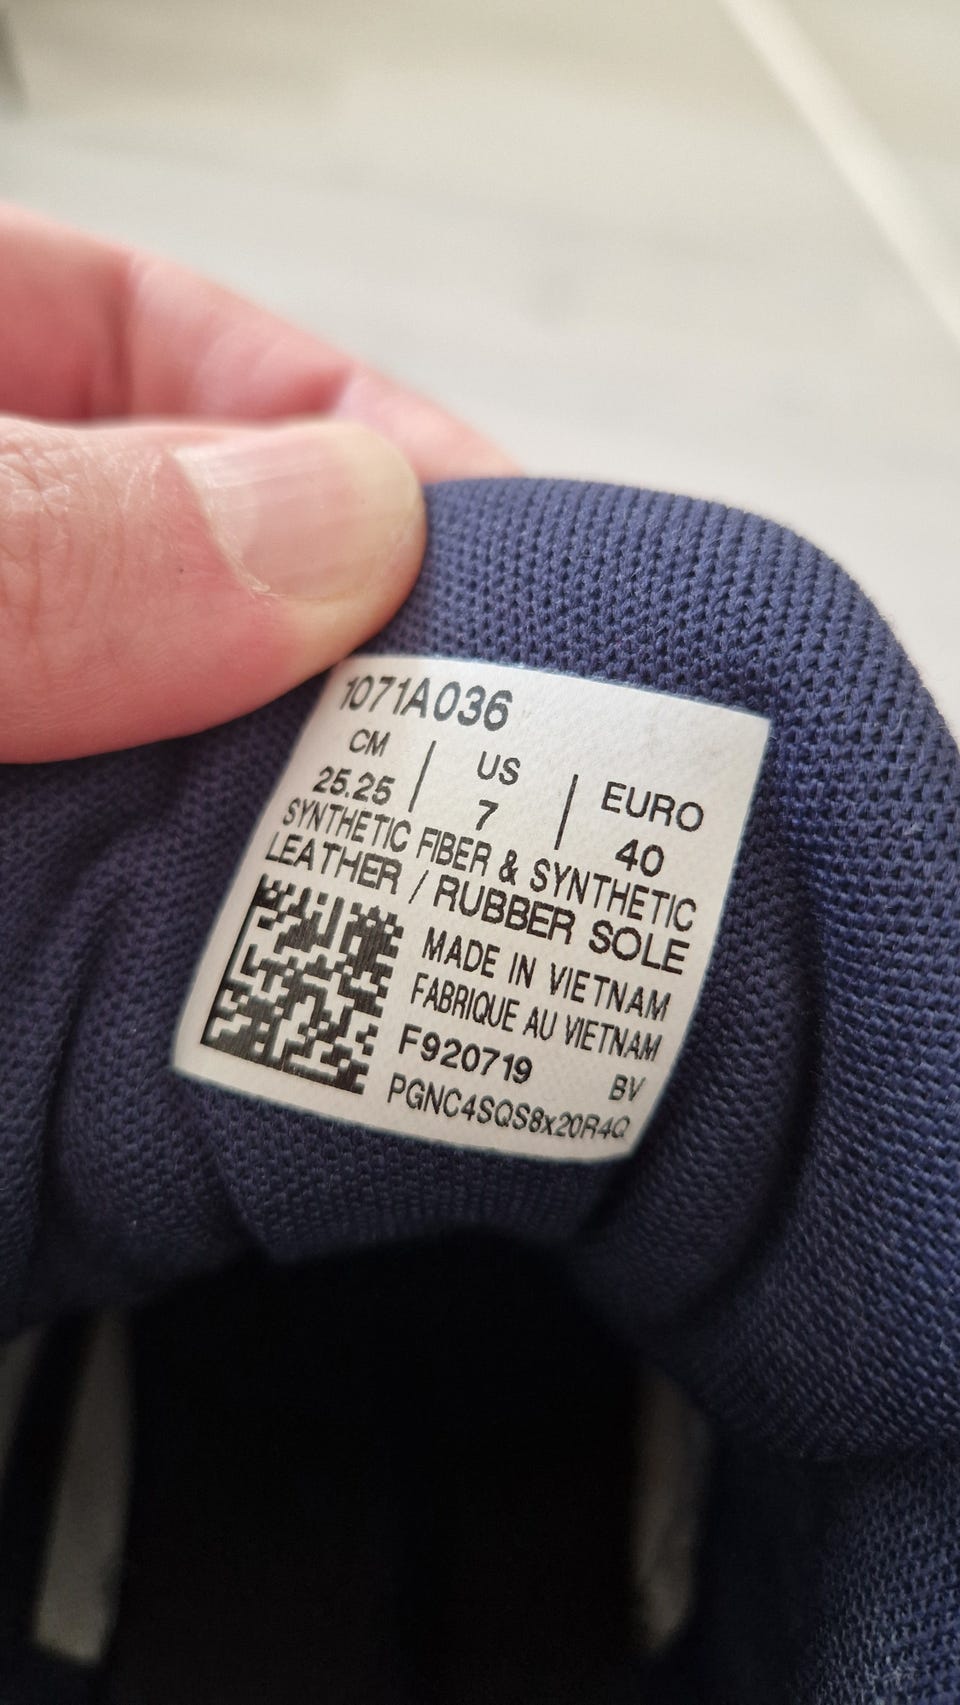 1071A036
CM | US | EURO
25.25 | 7 | 40
SYNTHETIC FIBER & SYNTHETIC
LEATHER / RUBBER SOLE
MADE IN VIETNAM
FABRIQUE AU VIETNAM
F920719 BV
PGNC4SQS8x20R4Q